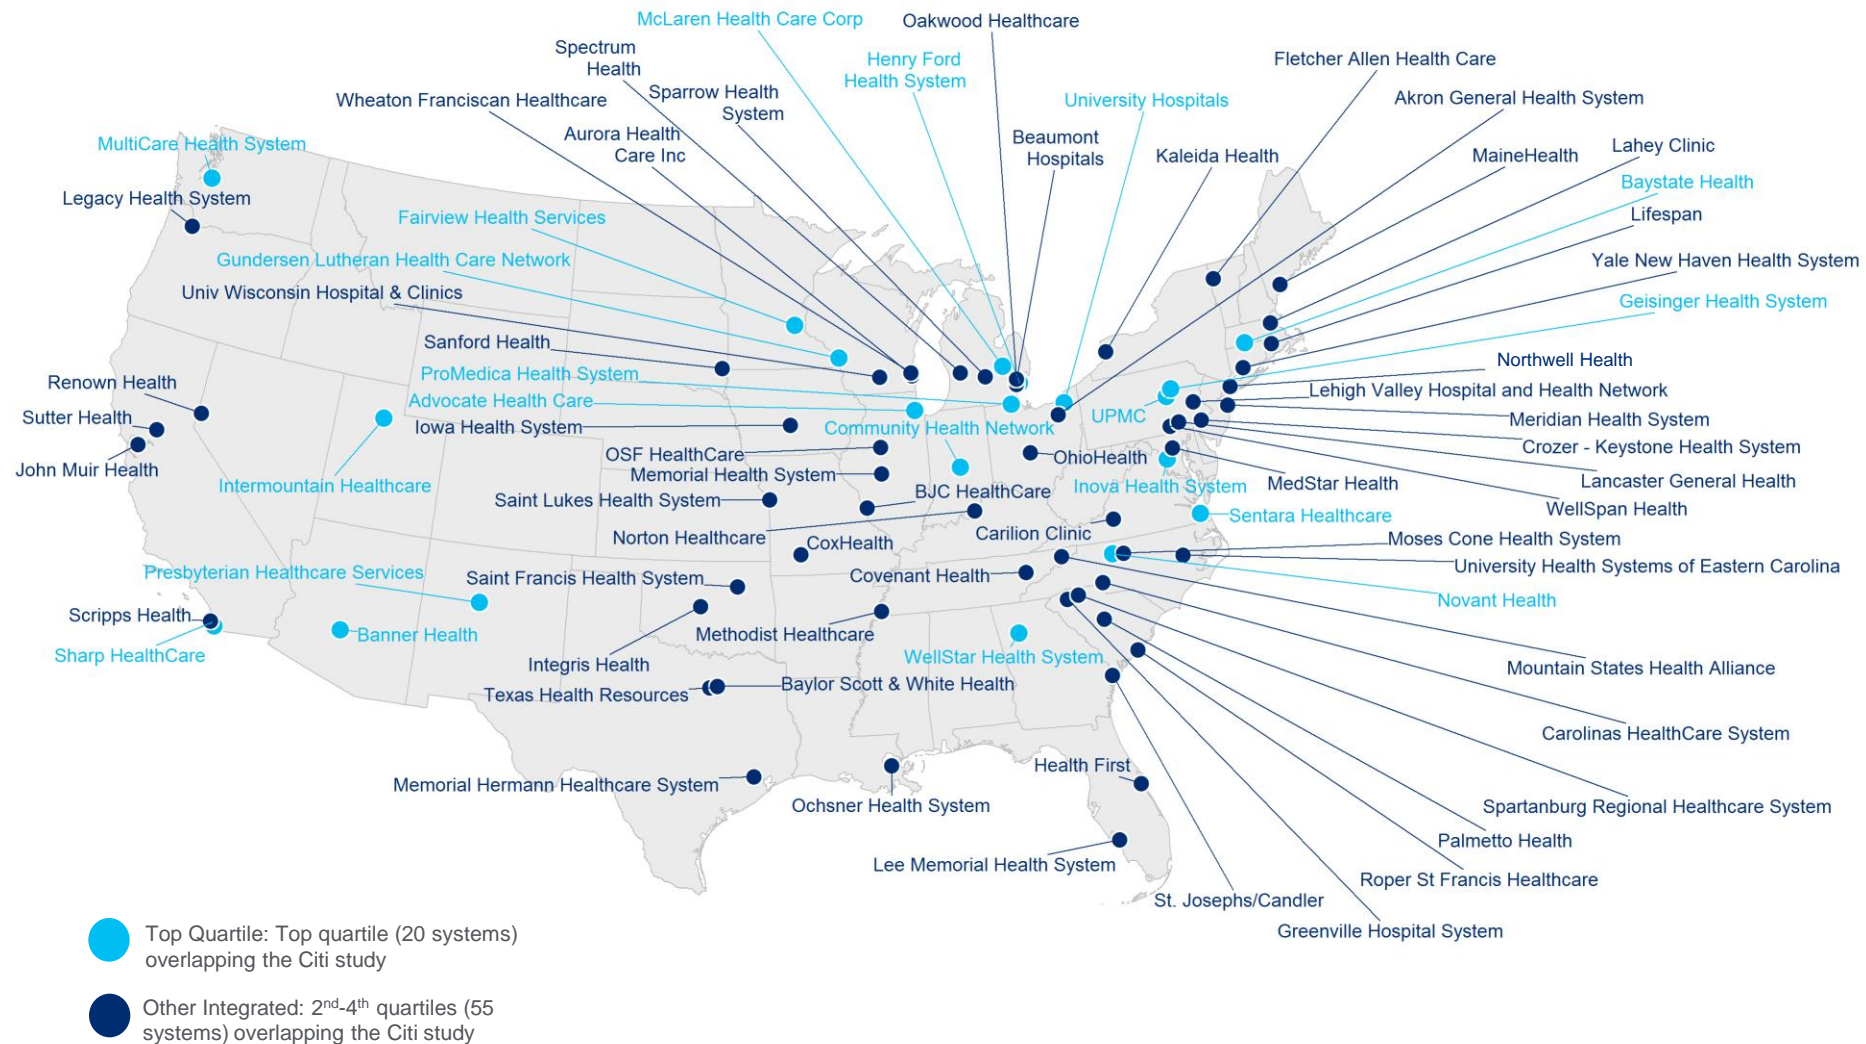 McLaren Health Care Corp
Oakwood Healthcare
Spectrum
Health
Henry Ford
Health System
Fletcher Allen Health Care
Wheaton Franciscan Healthcare
Sparrow Health
System
University Hospitals
Akron General Health System
Aurora Health
Care Inc
Beaumont
Hospitals
MultiCare Health System
Kaleida Health
MaineHealth
Lahey Clinic
Baystate Health
Legacy Health System
Fairview Health Services
Lifespan
Gundersen Lutheran Health Care Network
Yale New Haven Health System
Univ Wisconsin Hospital & Clinics
Geisinger Health System
Sanford Health
Northwell Health
ProMedica Health System
Renown Health
Lehigh Valley Hospital and Health Network
Advocate Health Care
Sutter Health
Iowa Health System
Community Health Network
UPMC
Meridian Health System
OSF HealthCare
OhioHealth
Crozer - Keystone Health System
John Muir Health
Memorial Health System
Intermountain Healthcare
Inova Health System
MedStar Health
Lancaster General Health
Saint Lukes Health System
BJC HealthCare
WellSpan Health
Sentara Healthcare
Norton Healthcare
Carilion Clinic
CoxHealth
Moses Cone Health System
Presbyterian Healthcare Services
Saint Francis Health System
Covenant Health
University Health Systems of Eastern Carolina
Novant Health
Scripps Health
Banner Health
Methodist Healthcare
Sharp HealthCare
Integris Health
WellStar Health System
Mountain States Health Alliance
Texas Health Resources
Baylor Scott & White Health
Carolinas HealthCare System
Health First
Memorial Hermann Healthcare System
Ochsner Health System
Spartanburg Regional Healthcare System
Palmetto Health
Lee Memorial Health System
Roper St Francis Healthcare
St. Josephs/Candler
Greenville Hospital System
Top Quartile: Top quartile (20 systems)
overlapping the Citi study
Other Integrated: 2nd-4th quartiles (55
systems) overlapping the Citi study